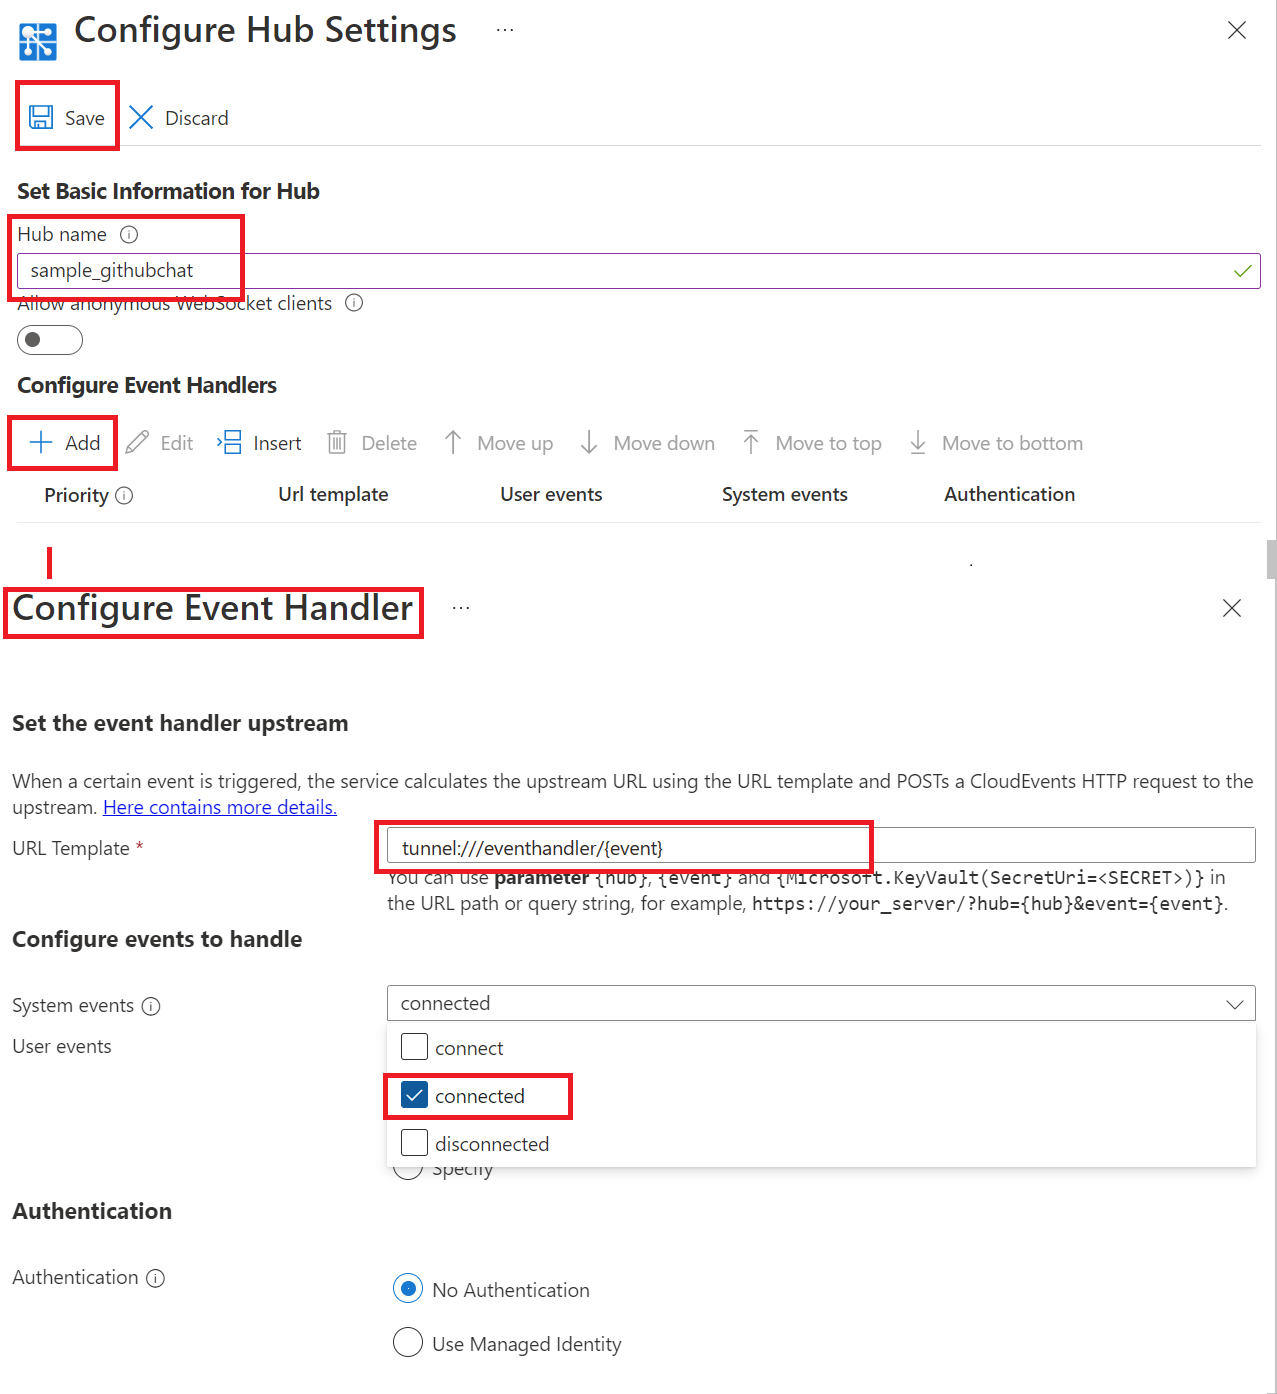 Configure Hub Settings ...
Save Discard
Set Basic Information for Hub
Hub name
sample_githubchat
Allow anonymous WebSocket clients
Configure Event Handlers
Add Edit Insert Delete Move up Move down Move to top Move to bottom
Priority Url template User events System events Authentication
Configure Event Handler ...
Set the event handler upstream
When a certain event is triggered, the service calculates the upstream URL using the URL template and POSTs a CloudEvents HTTP request to the
upstream. Here contains more details.
URL Template * tunnel:///eventhandler/{event}
You can use parameter {hub}, {event} and {Microsoft.KeyVault(SecretUri=<SECRET>)} in
the URL path or query string, for example, https://your_server/?hub={hub}&event={event}.
Configure events to handle
System events connected
User events connect
connected
disconnected
Specify
Authentication
Authentication No Authentication
Use Managed Identity